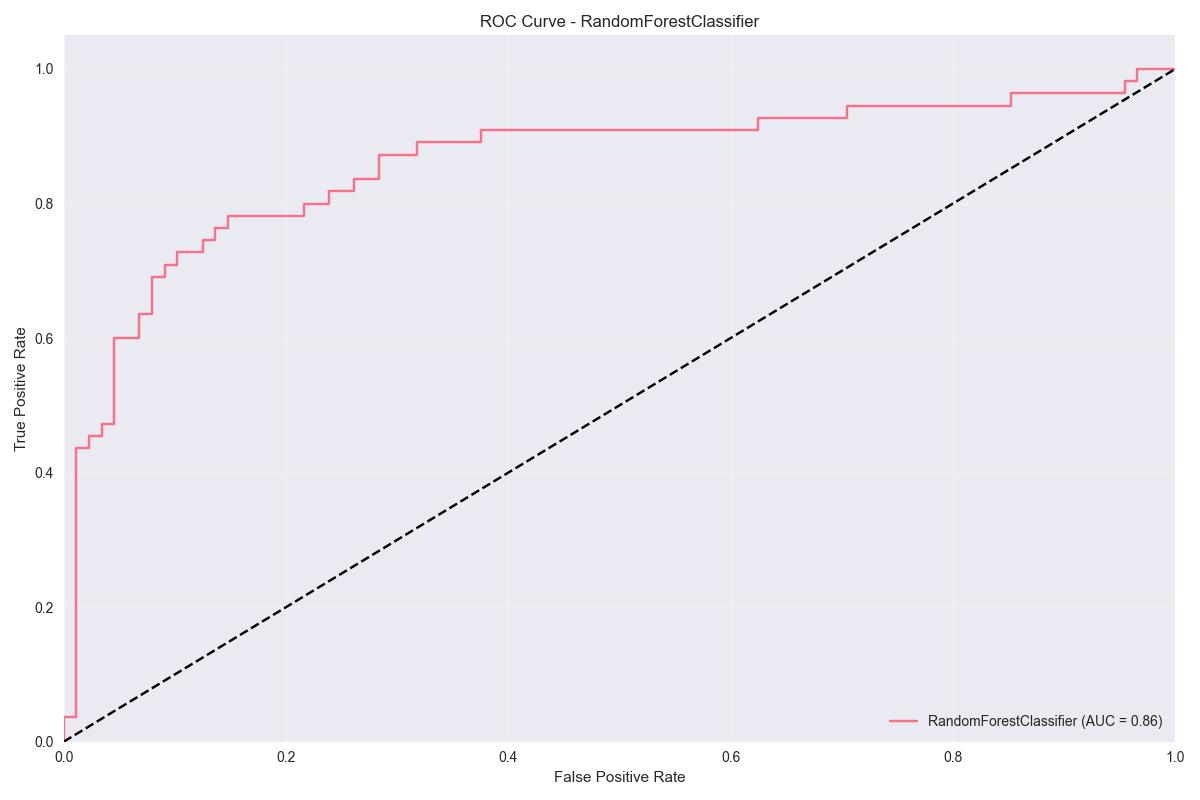 ROC Curve - RandomForestClassifier
True Positive Rate
1.0
0.8
0.6
0.4
0.2
0.0
0.0 0.2 0.4 0.6 0.8 1.0
False Positive Rate
RandomForestClassifier (AUC = 0.86)